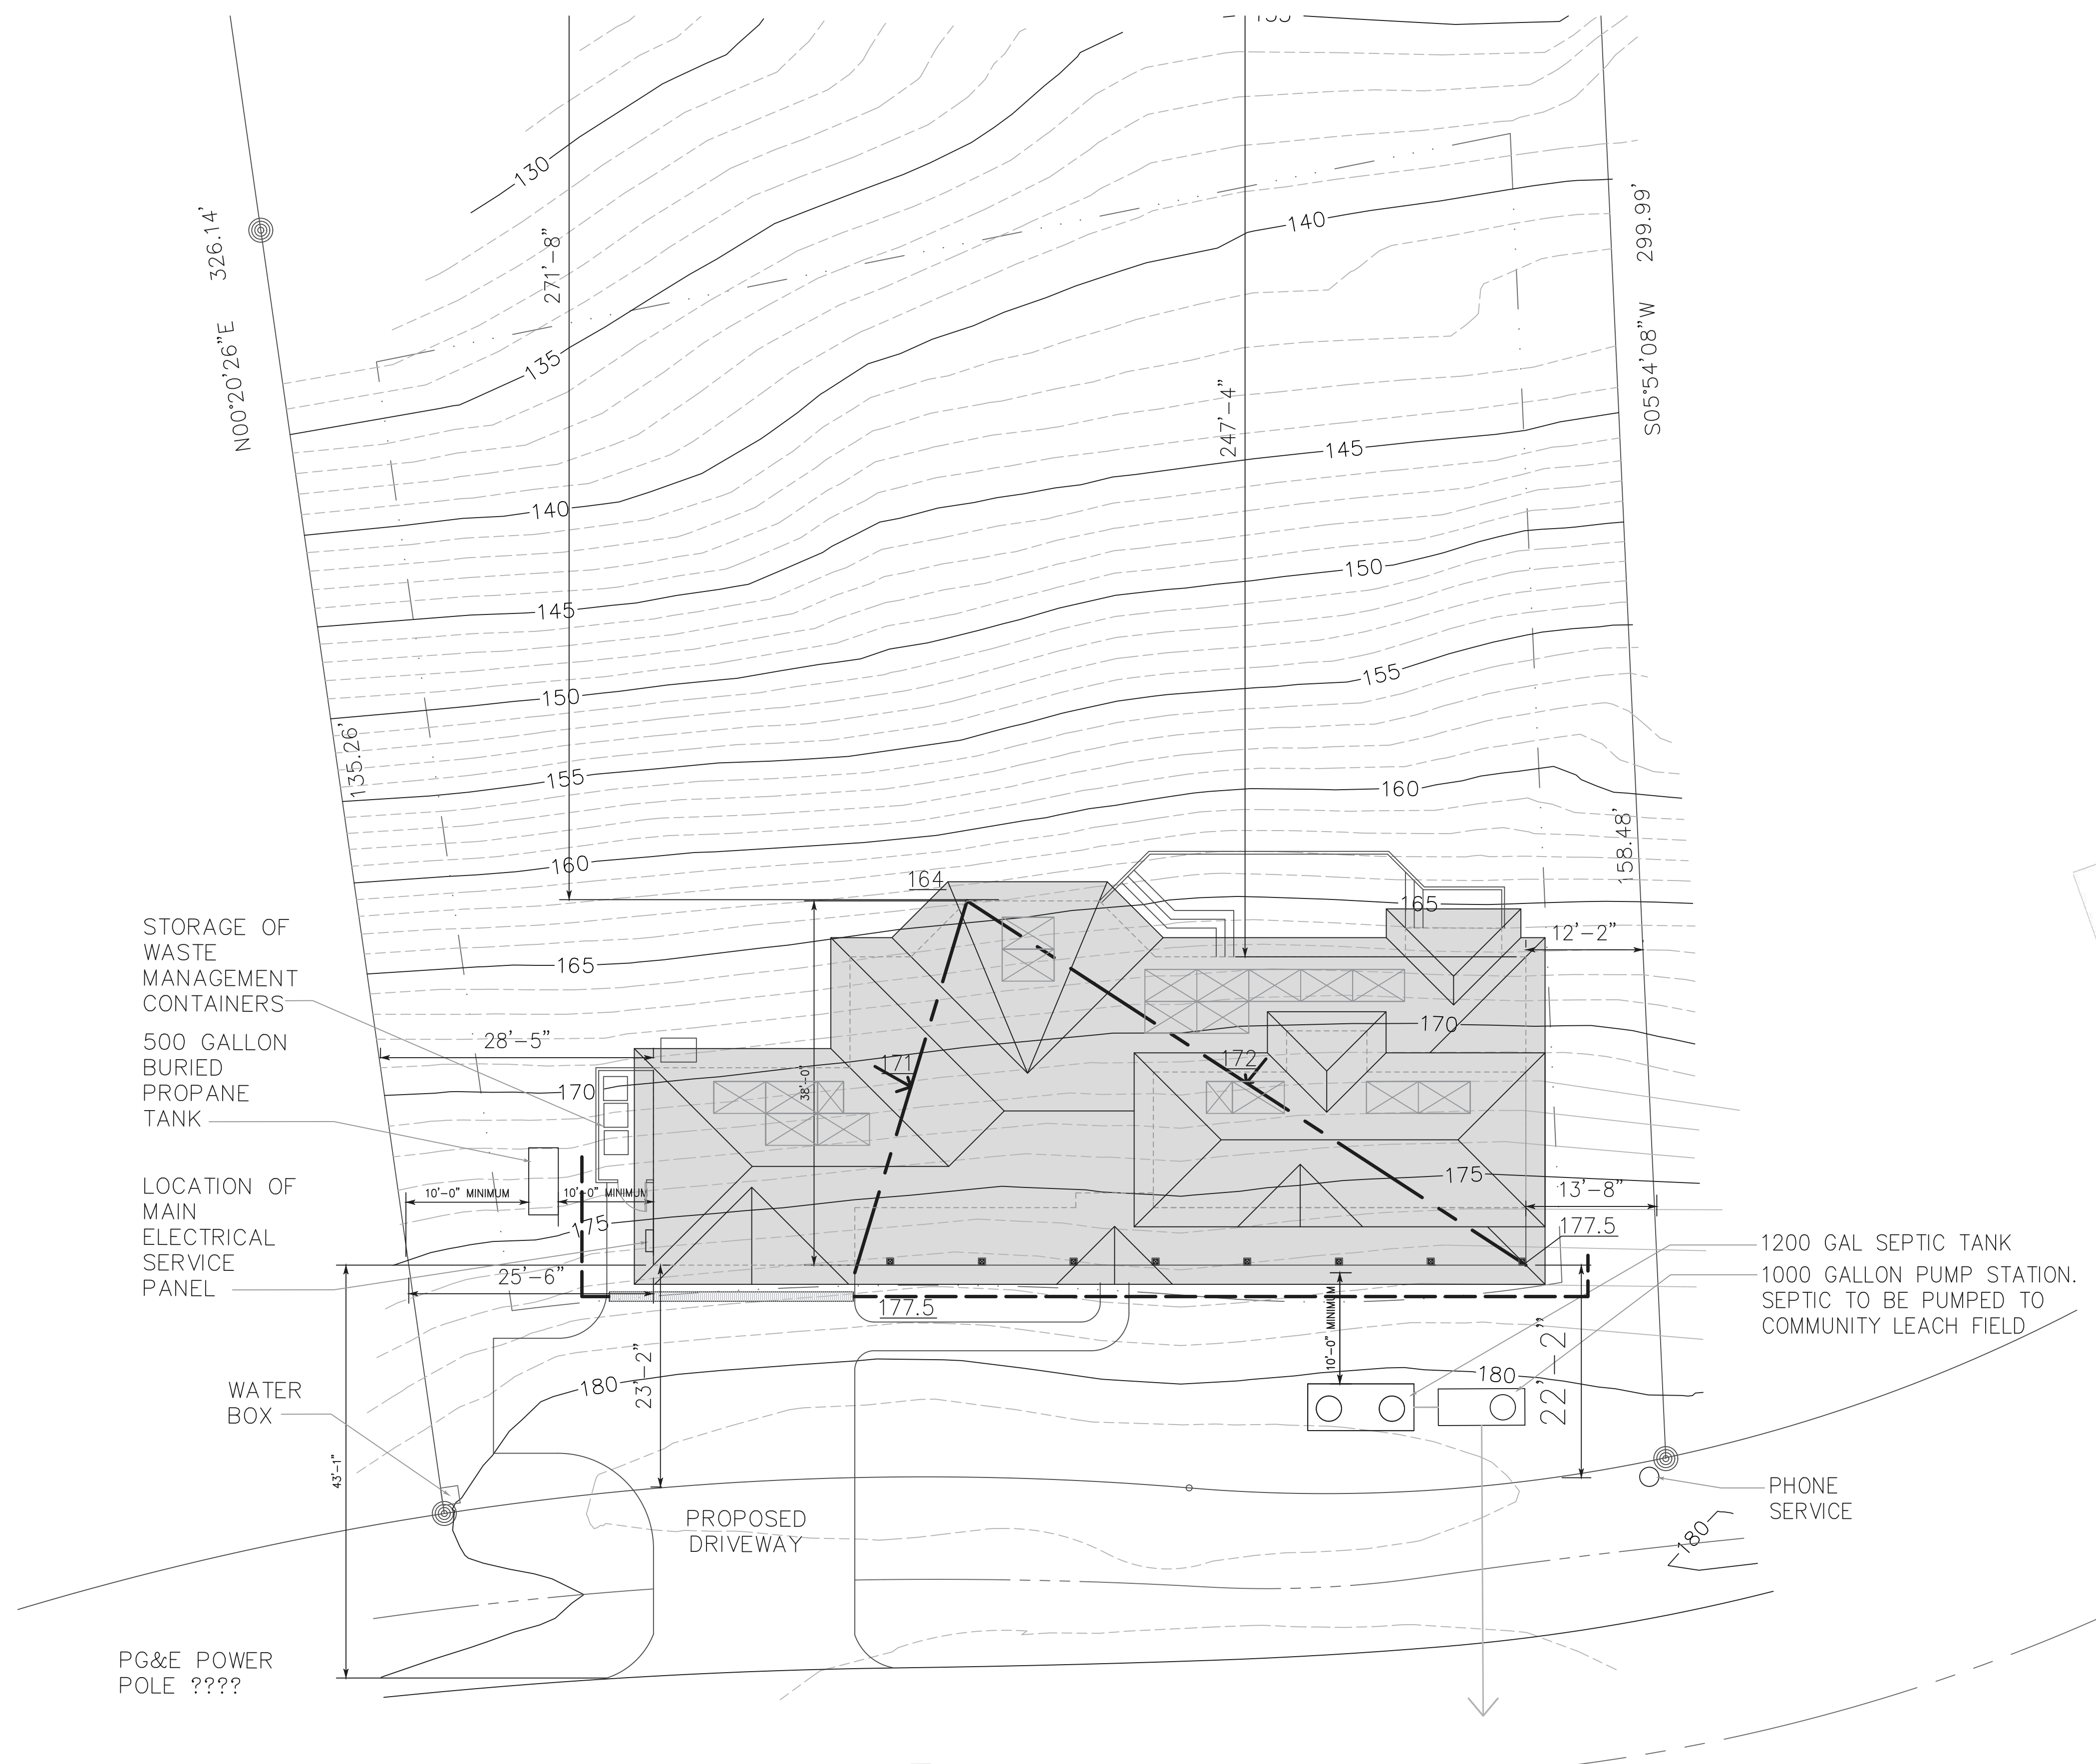 155
130
326.14'
N00°20'26"E
271'-8"
140
299.99'
S05°54'08"W
135
247'-4"
145
140
150
145
155
150
135.26'
155
160
158.48'
160
164
165
12'-2"
165
STORAGE OF
WASTE
MANAGEMENT
CONTAINERS
28'-5"
170
500 GALLON
BURIED
PROPANE
TANK
171
172
38'-0"
170
175
13'-8"
LOCATION OF
MAIN
ELECTRICAL
SERVICE
PANEL
10'-0" MINIMUM
10'-0" MINIMUM
175
177.5
1200 GAL SEPTIC TANK
1000 GALLON PUMP STATION.
SEPTIC TO BE PUMPED TO
COMMUNITY LEACH FIELD
25'-6"
177.5
10'-0" MINIMUM
22'-2"
23'-2"
180
180
WATER
BOX
43'-1"
PHONE
SERVICE
PROPOSED
DRIVEWAY
180
PG&E POWER
POLE ????